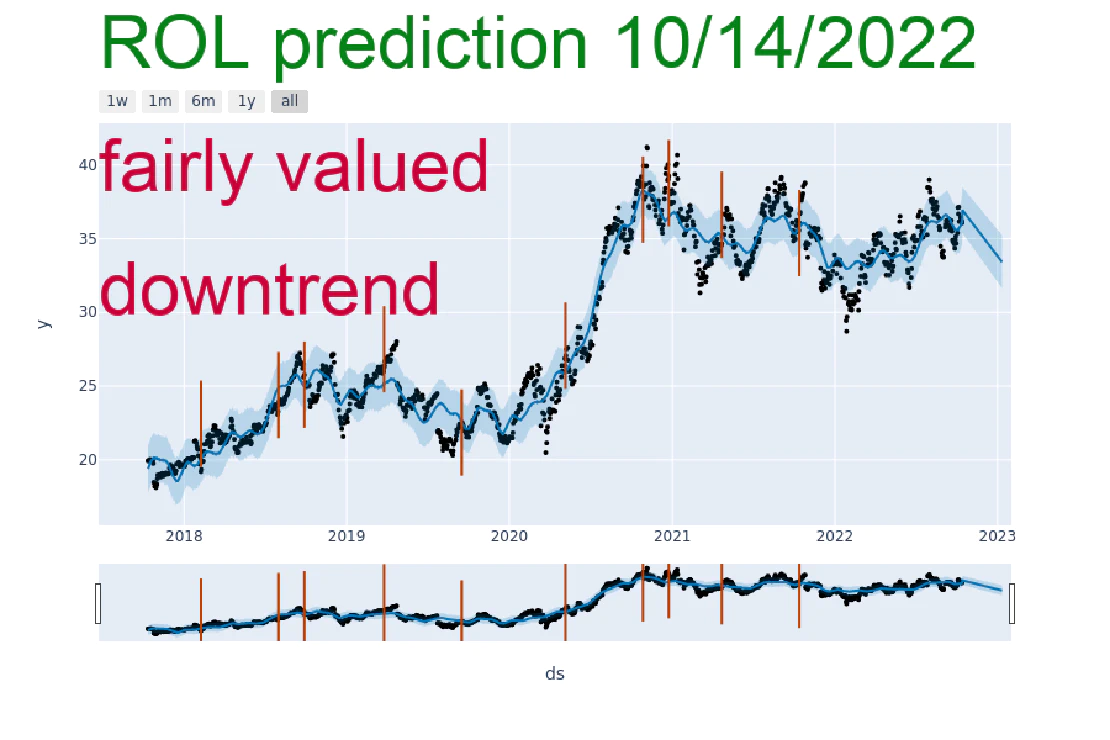 ROL prediction 10/14/2022
1w 1m 6m 1y all
fairly valued
downtrend
y
40
35
30
25
20
2018 2019 2020 2021 2022 2023
ds